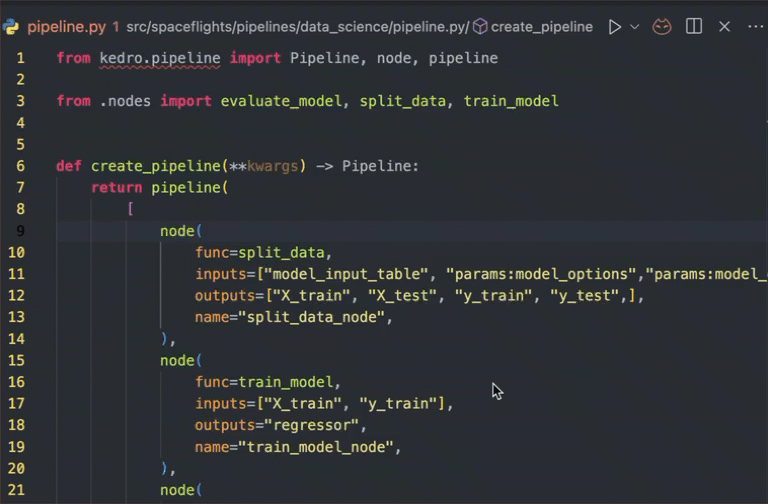 pipeline.py 1 src/spaceflights/pipelines/data_science/pipeline.py/ create_pipeline
1 from kedro.pipeline import Pipeline, node, pipeline
2
3 from .nodes import evaluate_model, split_data, train_model
4
5
6 def create_pipeline(**kwargs) -> Pipeline:
7 return pipeline(
8 [
9 node(
10 func=split_data,
11 inputs=["model_input_table", "params:model_options","params:model_
12 outputs=["X_train", "X_test", "y_train", "y_test",],
13 name="split_data_node",
14 ),
15 node(
16 func=train_model,
17 inputs=["X_train", "y_train"],
18 outputs="regressor",
19 name="train_model_node",
20 ),
21 node(